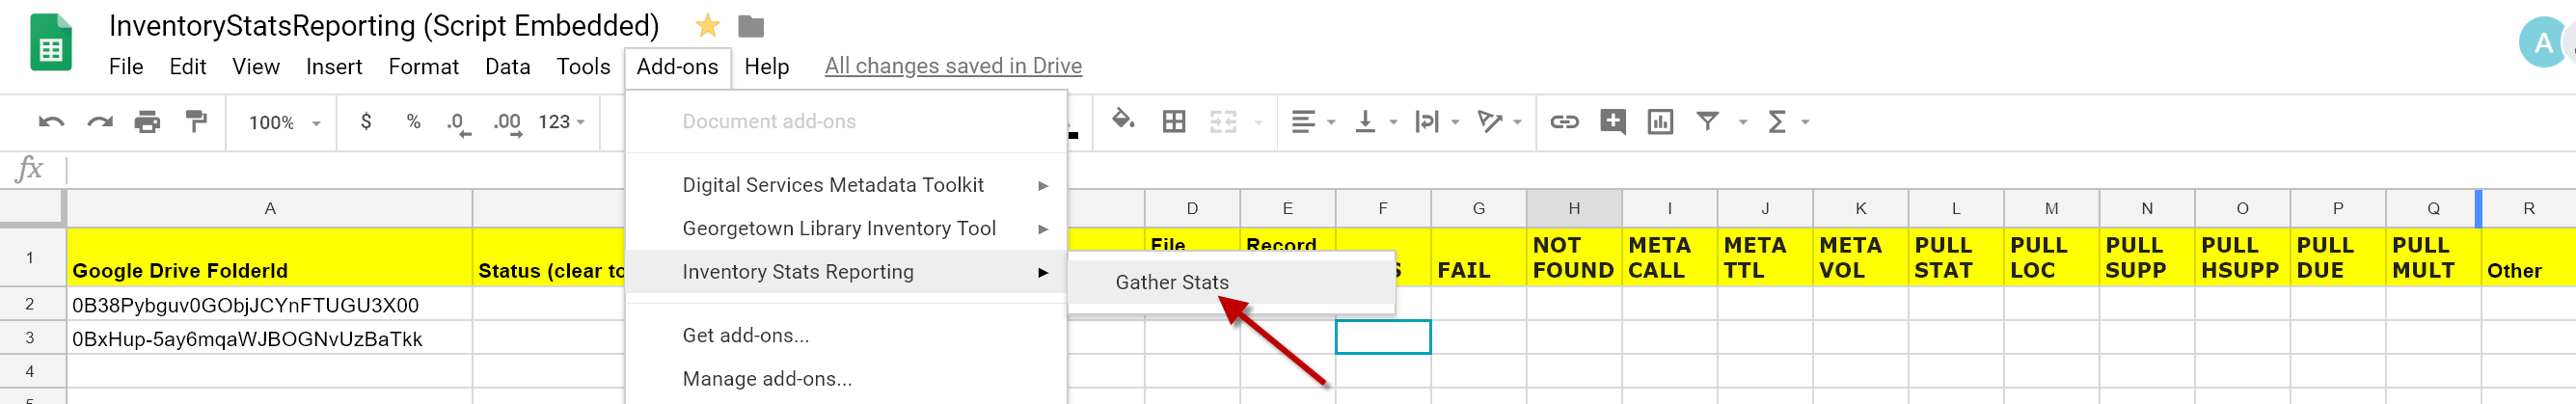 InventoryStatsReporting (Script Embedded)
File Edit View Insert Format Data Tools Add-ons Help All changes saved in Drive
A
100% $ % .0 .00 123
Document add-ons
Digital Services Metadata Toolkit
Georgetown Library Inventory Tool
Inventory Stats Reporting
Get add-ons...
Manage add-ons...
Gather Stats
fx
A D E F G H I J K L M N O P Q R
1 Google Drive FolderId Status (clear to File Record FAIL NOT FOUND META CALL META TTL META VOL PULL STAT PULL LOC PULL SUPP PULL HSUPP PULL DUE PULL MULT Other
2 0B38Pybguv0GObjJCYnFTUGU3X00
3 0BxHup-5ay6mqaWJBOGNvUzBaTkk
4